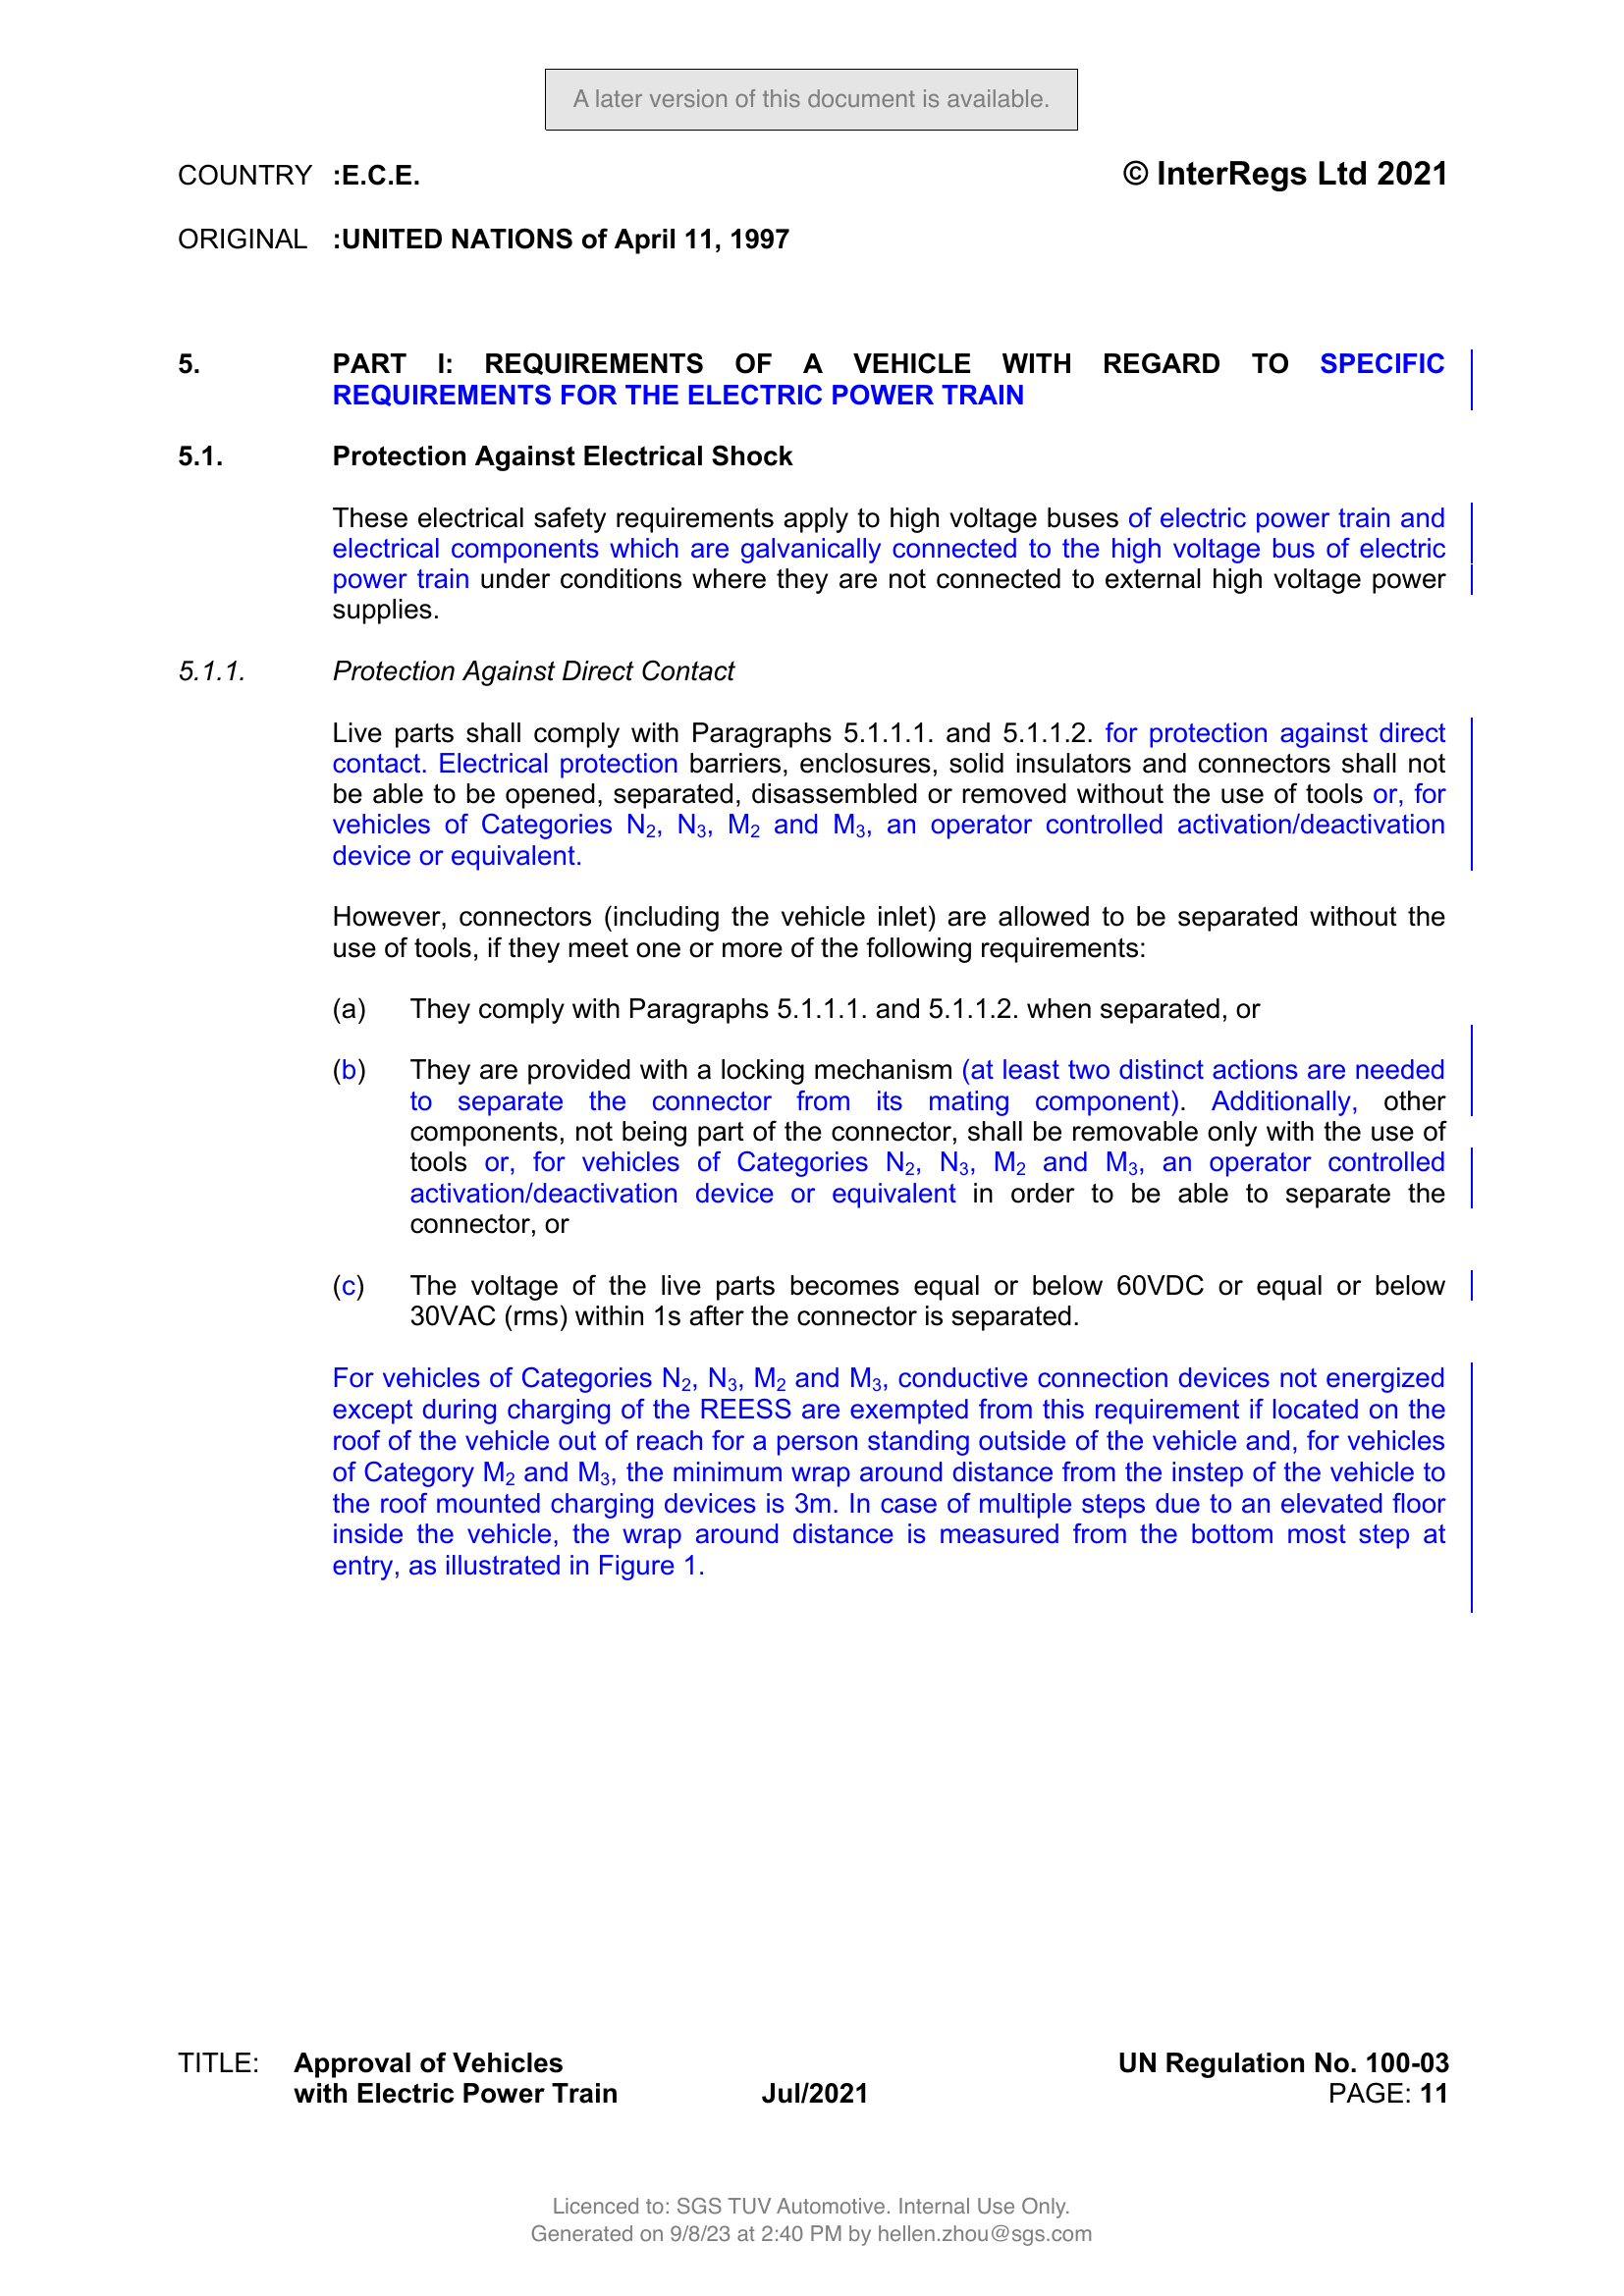 A later version of this document is available.
COUNTRY :E.C.E. © InterRegs Ltd 2021
ORIGINAL :UNITED NATIONS of April 11, 1997
5. PART I: REQUIREMENTS OF A VEHICLE WITH REGARD TO SPECIFIC
REQUIREMENTS FOR THE ELECTRIC POWER TRAIN
5.1. Protection Against Electrical Shock
These electrical safety requirements apply to high voltage buses of electric power train and
electrical components which are galvanically connected to the high voltage bus of electric
power train under conditions where they are not connected to external high voltage power
supplies.
5.1.1. Protection Against Direct Contact
Live parts shall comply with Paragraphs 5.1.1.1. and 5.1.1.2. for protection against direct
contact. Electrical protection barriers, enclosures, solid insulators and connectors shall not
be able to be opened, separated, disassembled or removed without the use of tools or, for
vehicles of Categories N2, N3, M2 and M3, an operator controlled activation/deactivation
device or equivalent.
However, connectors (including the vehicle inlet) are allowed to be separated without the
use of tools, if they meet one or more of the following requirements:
(a) They comply with Paragraphs 5.1.1.1. and 5.1.1.2. when separated, or
(b) They are provided with a locking mechanism (at least two distinct actions are needed
to separate the connector from its mating component). Additionally, other
components, not being part of the connector, shall be removable only with the use of
tools or, for vehicles of Categories N2, N3, M2 and M3, an operator controlled
activation/deactivation device or equivalent in order to be able to separate the
connector, or
(c) The voltage of the live parts becomes equal or below 60VDC or equal or below
30VAC (rms) within 1s after the connector is separated.
For vehicles of Categories N2, N3, M2 and M3, conductive connection devices not energized
except during charging of the REESS are exempted from this requirement if located on the
roof of the vehicle out of reach for a person standing outside of the vehicle and, for vehicles
of Category M2 and M3, the minimum wrap around distance from the instep of the vehicle to
the roof mounted charging devices is 3m. In case of multiple steps due to an elevated floor
inside the vehicle, the wrap around distance is measured from the bottom most step at
entry, as illustrated in Figure 1.
TITLE: Approval of Vehicles UN Regulation No. 100-03
with Electric Power Train Jul/2021 PAGE: 11
Licenced to: SGS TUV Automotive. Internal Use Only.
Generated on 9/8/23 at 2:40 PM by hellen.zhou@sgs.com